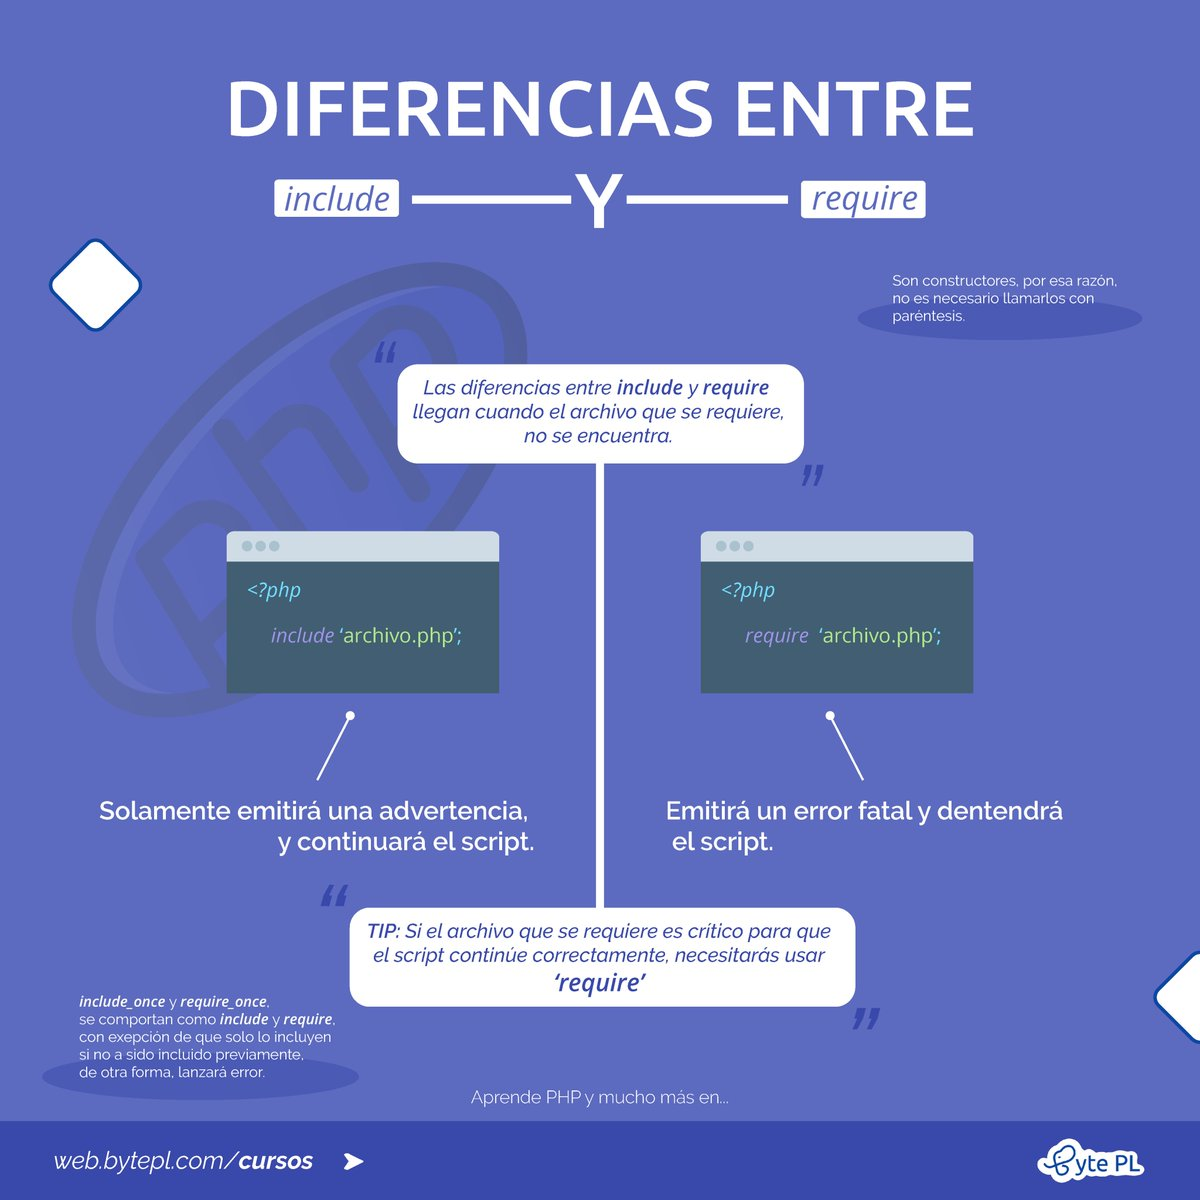 DIFERENCIAS ENTRE
include Y require
Son constructores, por esa razón,
no es necesario llamarlos con
paréntesis.
php
“
Las diferencias entre include y require
llegan cuando el archivo que se requiere,
no se encuentra.
”
<?php
include ‘archivo.php’;
<?php
require ‘archivo.php’;
Solamente emitirá una advertencia,
y continuará el script.
Emitirá un error fatal y dentendrá
el script.
“
TIP: Si el archivo que se requiere es crítico para que
el script continúe correctamente, necesitarás usar
‘require’
”
include_once y require_once,
se comportan como include y require,
con exepción de que solo lo incluyen
si no a sido incluido previamente,
de otra forma, lanzará error.
Aprende PHP y mucho más en...
web.bytepl.com/cursos
Byte PL